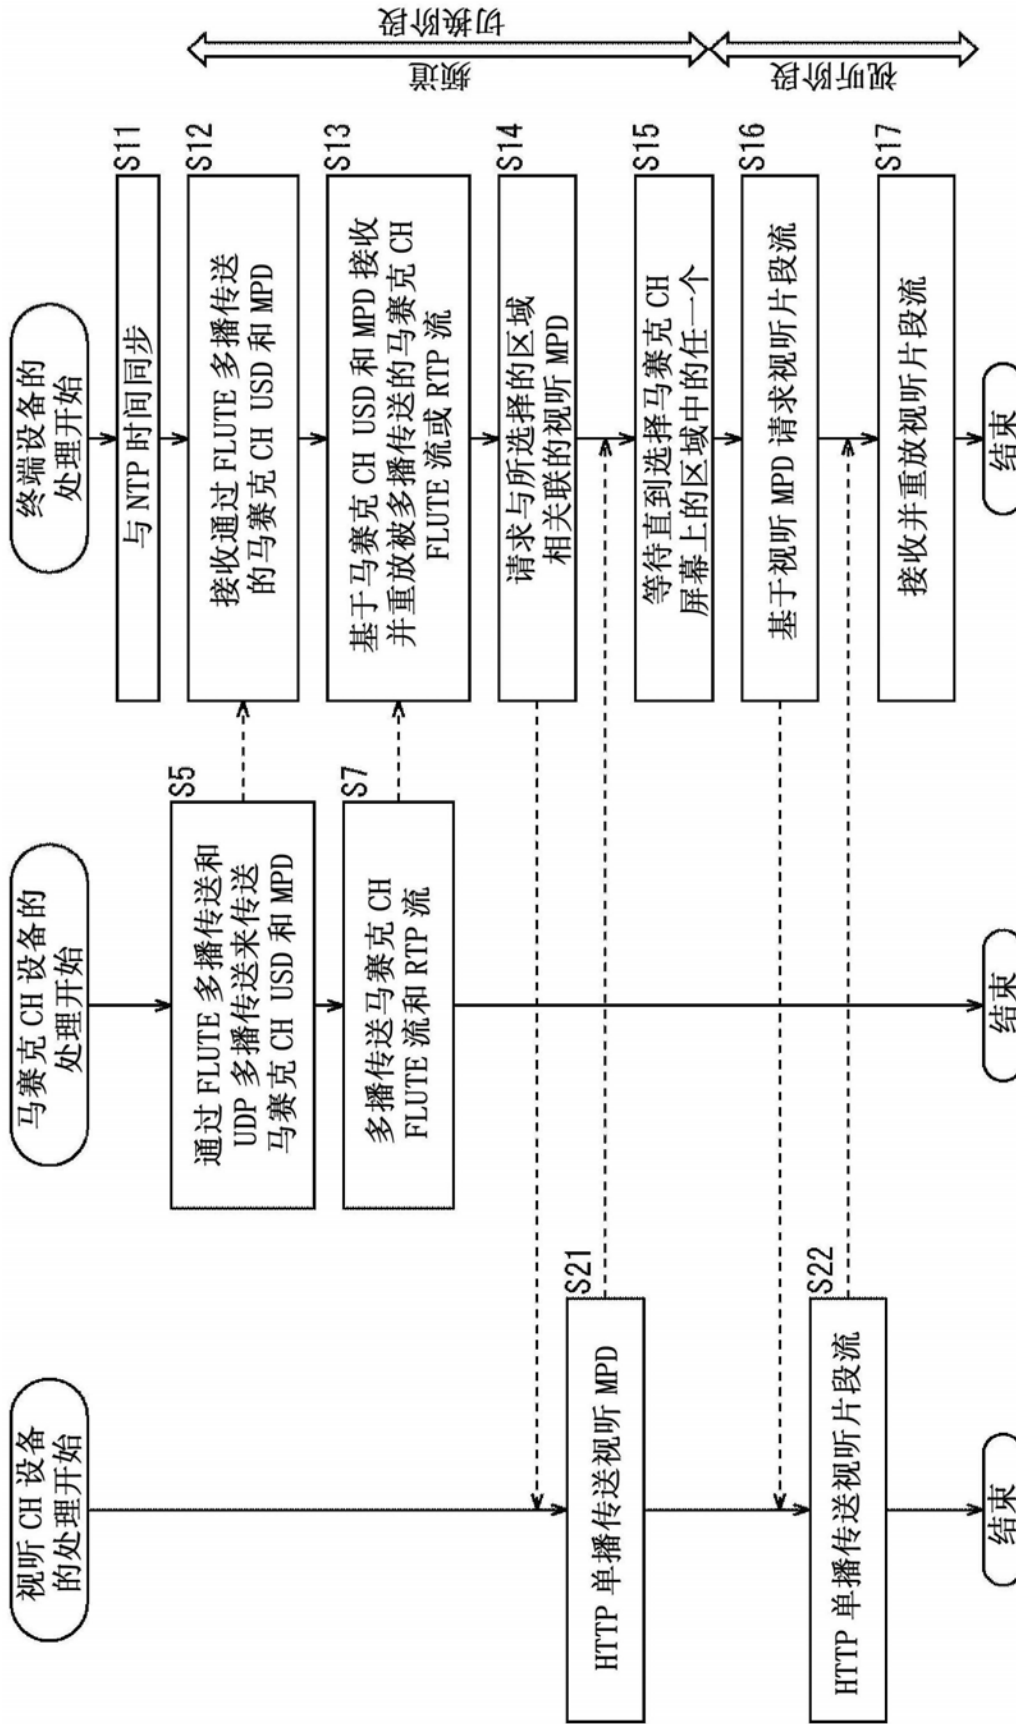 视听 CH 设备
的处理开始
HTTP 单播传送视听 MPD
S21
HTTP 单播传送视听片段流
S22
结束
马赛克 CH 设备的
处理开始
通过 FLUTE 多播传送和
UDP 多播传送来传送
马赛克 CH USD 和 MPD
S5
多播传送马赛克 CH
FLUTE 流和 RTP 流
S7
结束
终端设备的
处理开始
与 NTP 时间同步
S11
接收通过 FLUTE 多播传送
的马赛克 CH USD 和 MPD
S12
基于马赛克 CH USD 和 MPD 接收
并重放被多播传送的马赛克 CH
FLUTE 流或 RTP 流
S13
请求与所选择的区域
相关联的视听 MPD
S14
等待直到选择马赛克 CH
屏幕上的区域中的任一个
S15
基于视听 MPD 请求视听片段流
S16
接收并重放视听片段流
S17
结束
频道
切换阶段
视听阶段